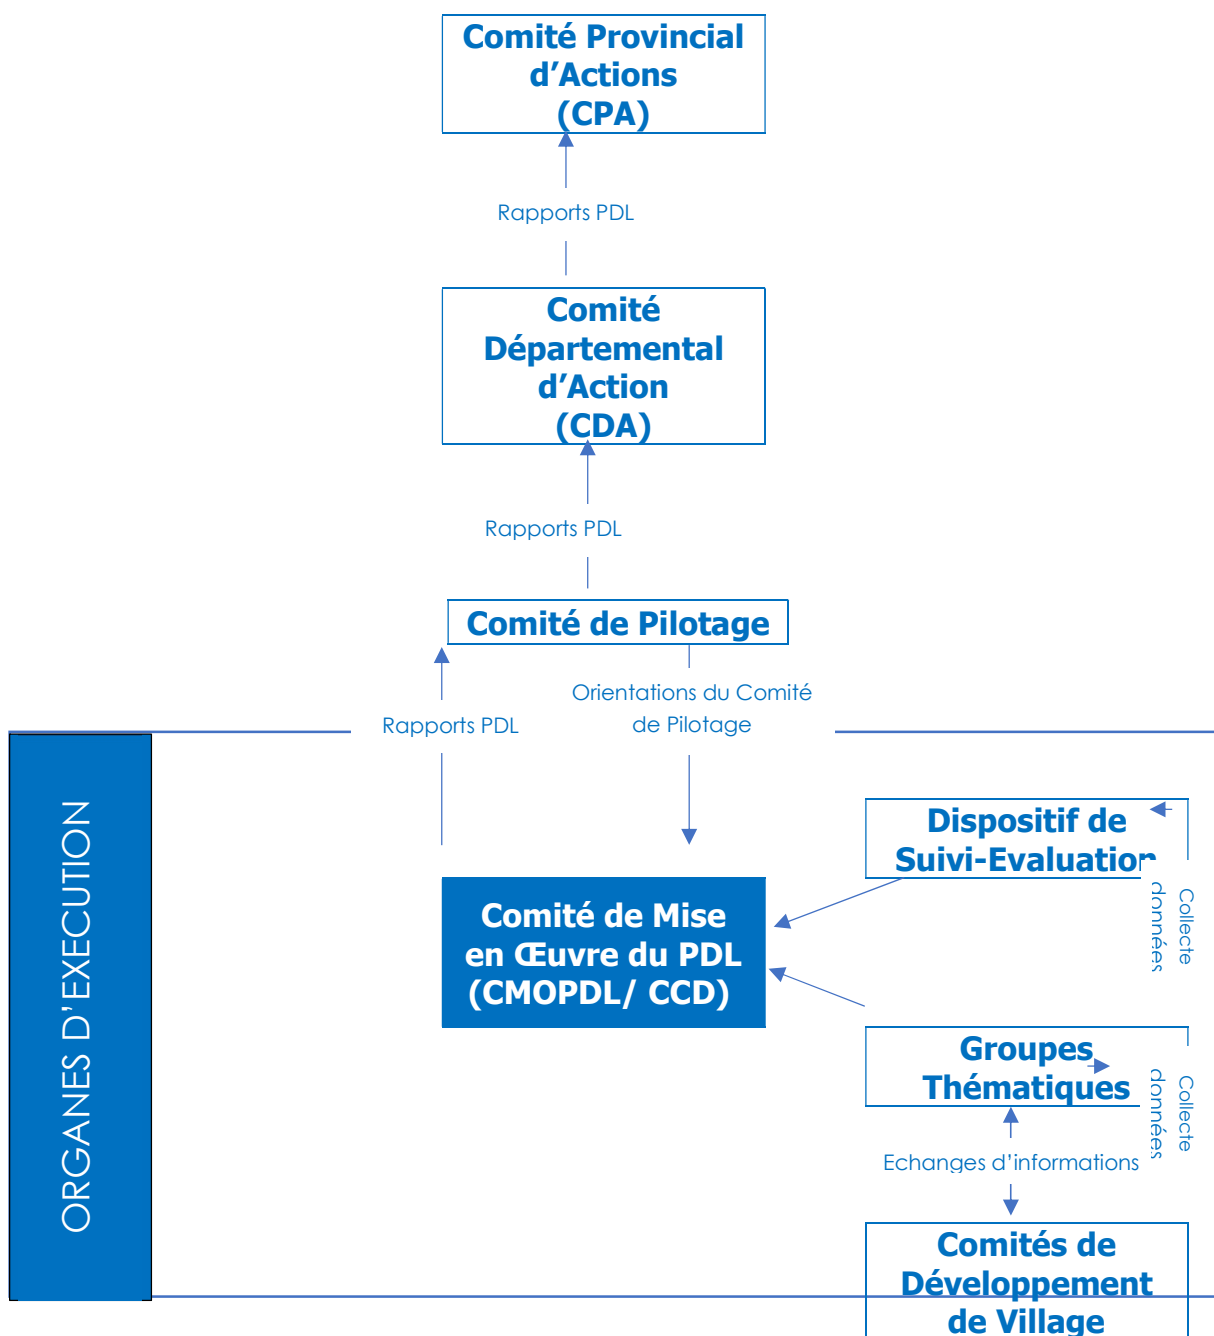 Comité Provincial
d’Actions
(CPA)
Rapports PDL
Comité
Départemental
d’Action
(CDA)
Rapports PDL
Comité de Pilotage
Orientations du Comité
de Pilotage
Rapports PDL
ORGANES D’EXECUTION
Dispositif de
Suivi-Evaluation
Collecte
données
Comité de Mise
en Œuvre du PDL
(CMOPDL/ CCD)
Groupes
Thématiques
Collecte
données
Echanges d’informations
Comités de
Développement
de Village